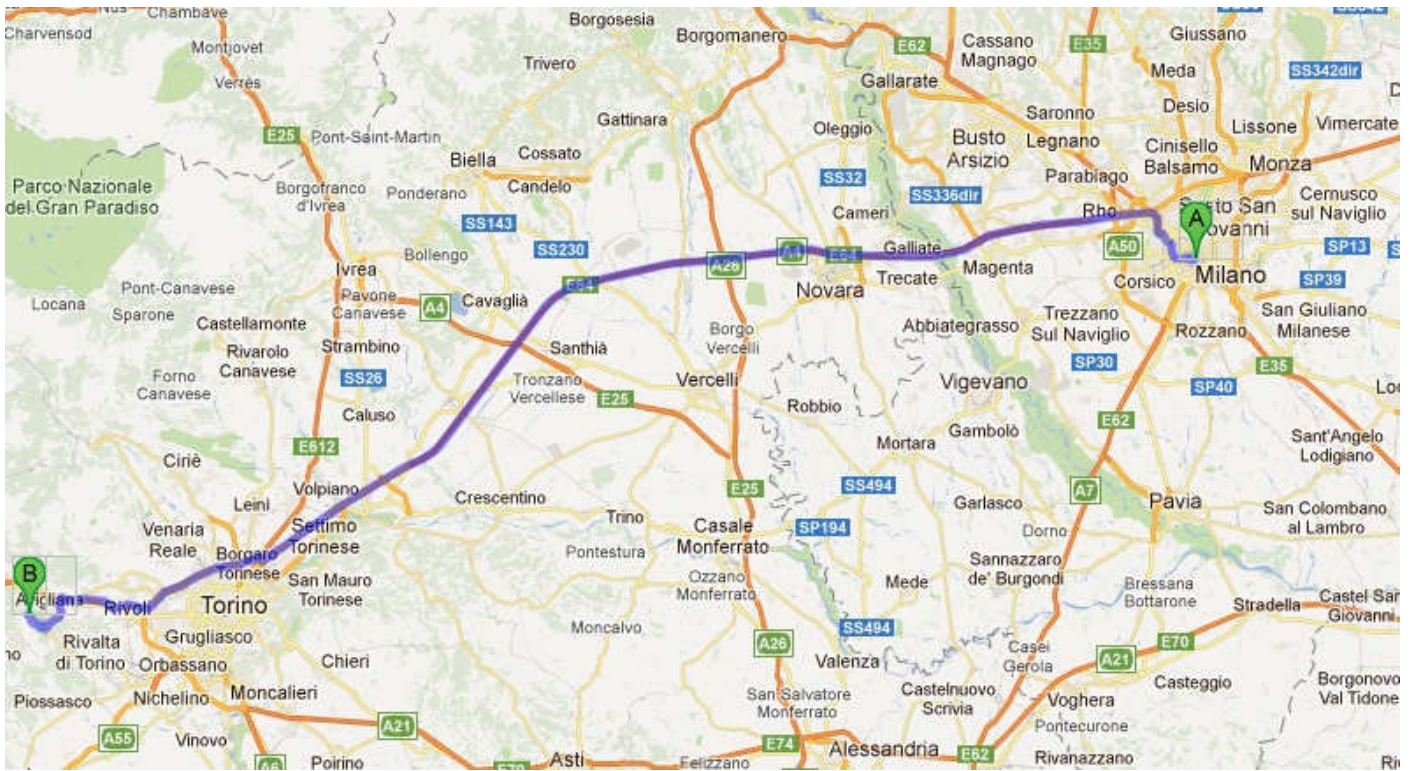 Nus
Chambave
Charvensod
Montjovet
Verrès
Borgosesia
Borgomanero
Trivero
E62
Cassano
Magnago
E35
Giussano
Meda
SS342dir
Gallarate
Desio
E25
Pont-Saint-Martin
Gattinara
Oleggio
Busto
Arsizio
Saronno
Legnano
Lissone
Vimercate
Cinisello
Balsamo
Monza
Biella
Cossato
Candelo
Parabiago
Parco Nazionale
del Gran Paradiso
Borgofranco
d'Ivrea
Ponderano
SS32
SS336dir
Cernusco
sul Naviglio
SS143
Cameri
Rho
A
Sesto San
Giovanni
Bollengo
SS230
A50
SP13
Ivrea
A26
A4
E64
Galliate
Trecate
Magenta
Corsico
Milano
SP39
Locana
Pont-Canavese
Sparone
Pavone
Canavese
A4
Cavaglià
E64
Novara
San Giuliano
Milanese
Castellamonte
Rivarolo
Canavese
Strambino
Santhià
Borgo
Vercelli
Abbiategrasso
Trezzano
Sul Naviglio
Rozzano
SS26
Forno
Canavese
Tronzano
Vercellese
Vercelli
Vigevano
SP30
E35
SP40
E25
Caluso
Robbio
Gambolò
E62
E612
Mortara
Sant'Angelo
Lodigiano
Ciriè
Volpiano
Leinì
Crescentino
E25
SS494
A7
Garlasco
Pavia
San Colombano
al Lambro
Venaria
Reale
Settimo
Torinese
Trino
Casale
Monferrato
SP194
Dorno
Borgaro
Torinese
Pontestura
Sannazzaro
de' Burgondi
B
Avigliana
San Mauro
Torinese
Ozzano
Monferrato
Mede
Bressana
Bottarone
Rivoli
Torino
Stradella
Castel San
Giovanni
Moncalvo
SS494
Rivalta
di Torino
Grugliasco
E70
Orbassano
Chieri
A26
Valenza
Casei
Gerola
A21
Casteggio
Borgonovo
Val Tidone
Piossasco
Nichelino
Moncalieri
San Salvatore
Monferrato
Castelnuovo
Scrivia
Voghera
A21
Pontecurone
A55
Vinovo
E74
Alessandria
E62
Rivanazzano
A6
Poirino
E70
Asti
Felizzano